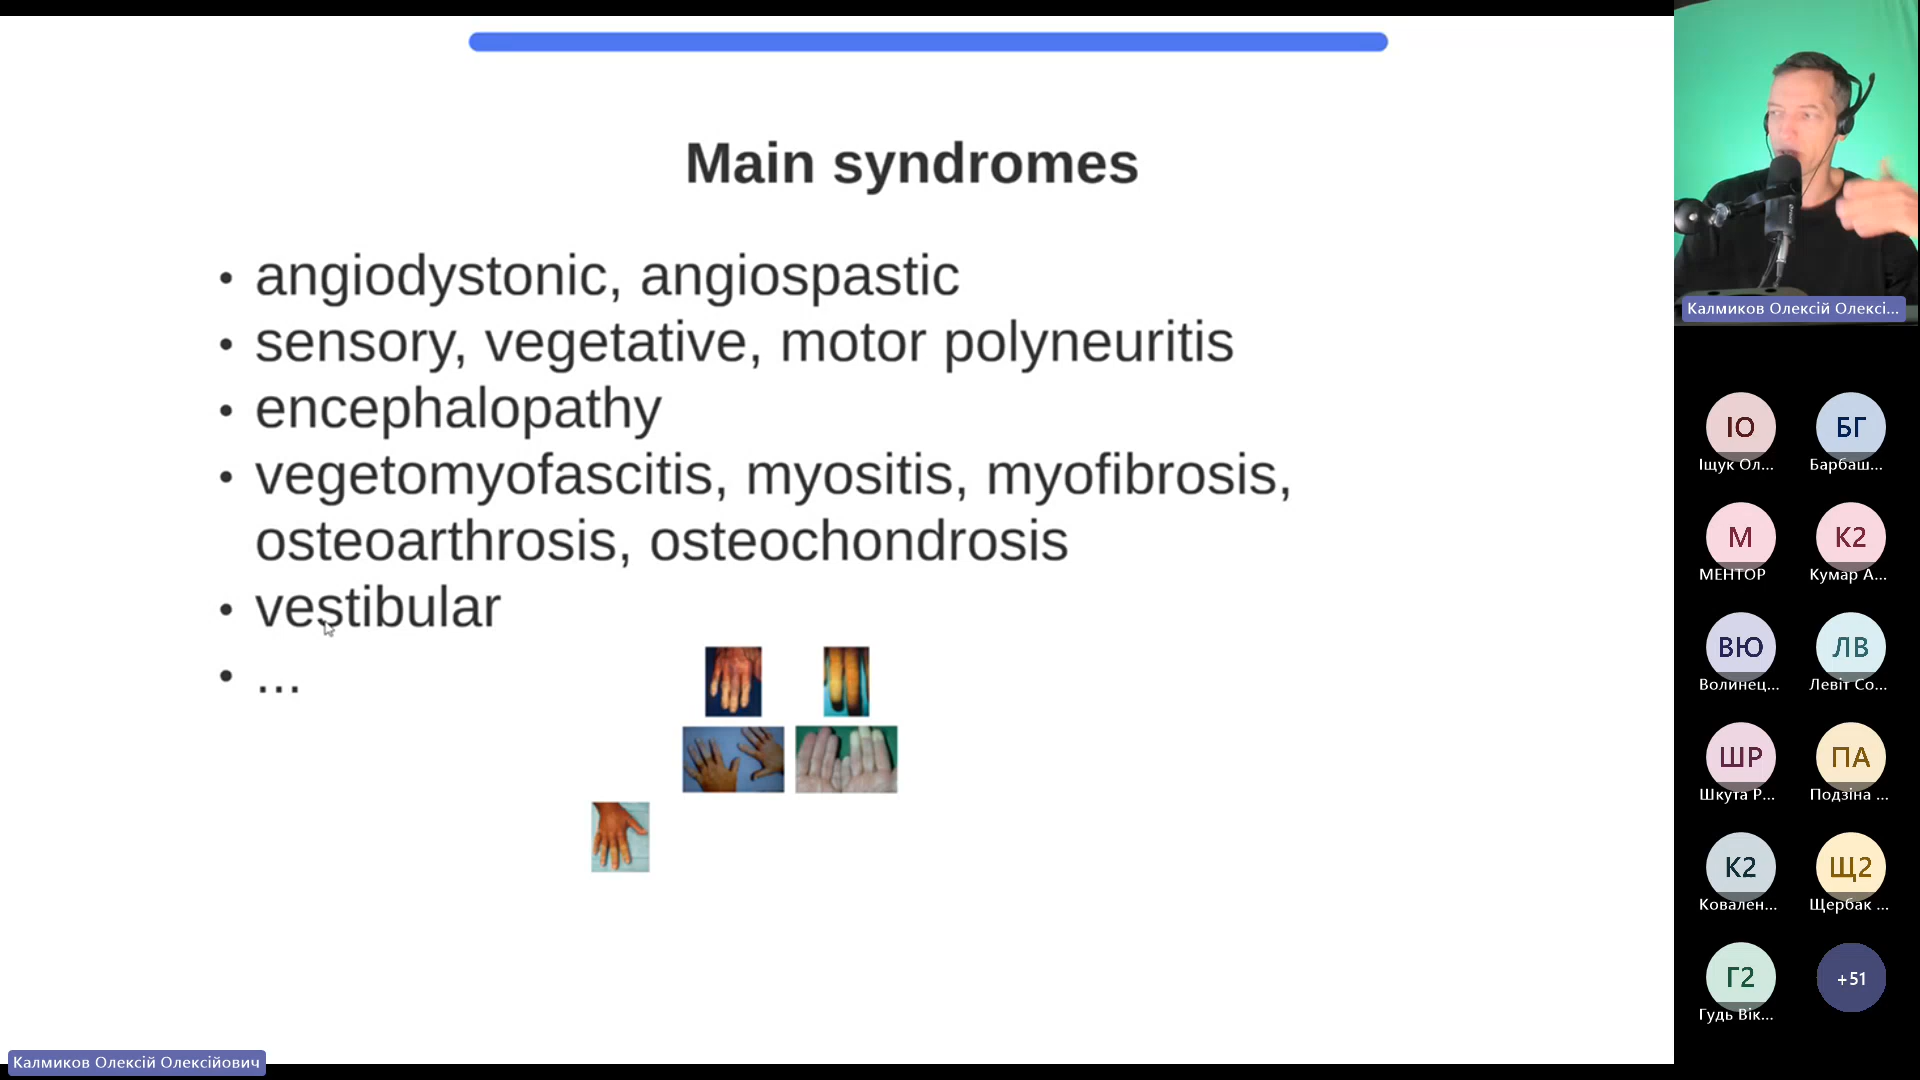 Main syndromes
• angiodystonic, angiospastic
• sensory, vegetative, motor polyneuritis
• encephalopathy
• vegetomyofascitis, myositis, myofibrosis,
osteoarthrosis, osteochondrosis
• vestibular
• ...
Калмиков Олексій Олексійович
Калмиков Олексій Олексі...
ІО
Іщук Ол...
БГ
Барбаш...
М
МЕНТОР
К2
Кумар А...
ВЮ
Волинец...
ЛВ
Левіт Со...
ШР
Шкута Р...
ПА
Подзіна ...
К2
Ковален...
Щ2
Щербак ...
Г2
Гудь Вік...
+51